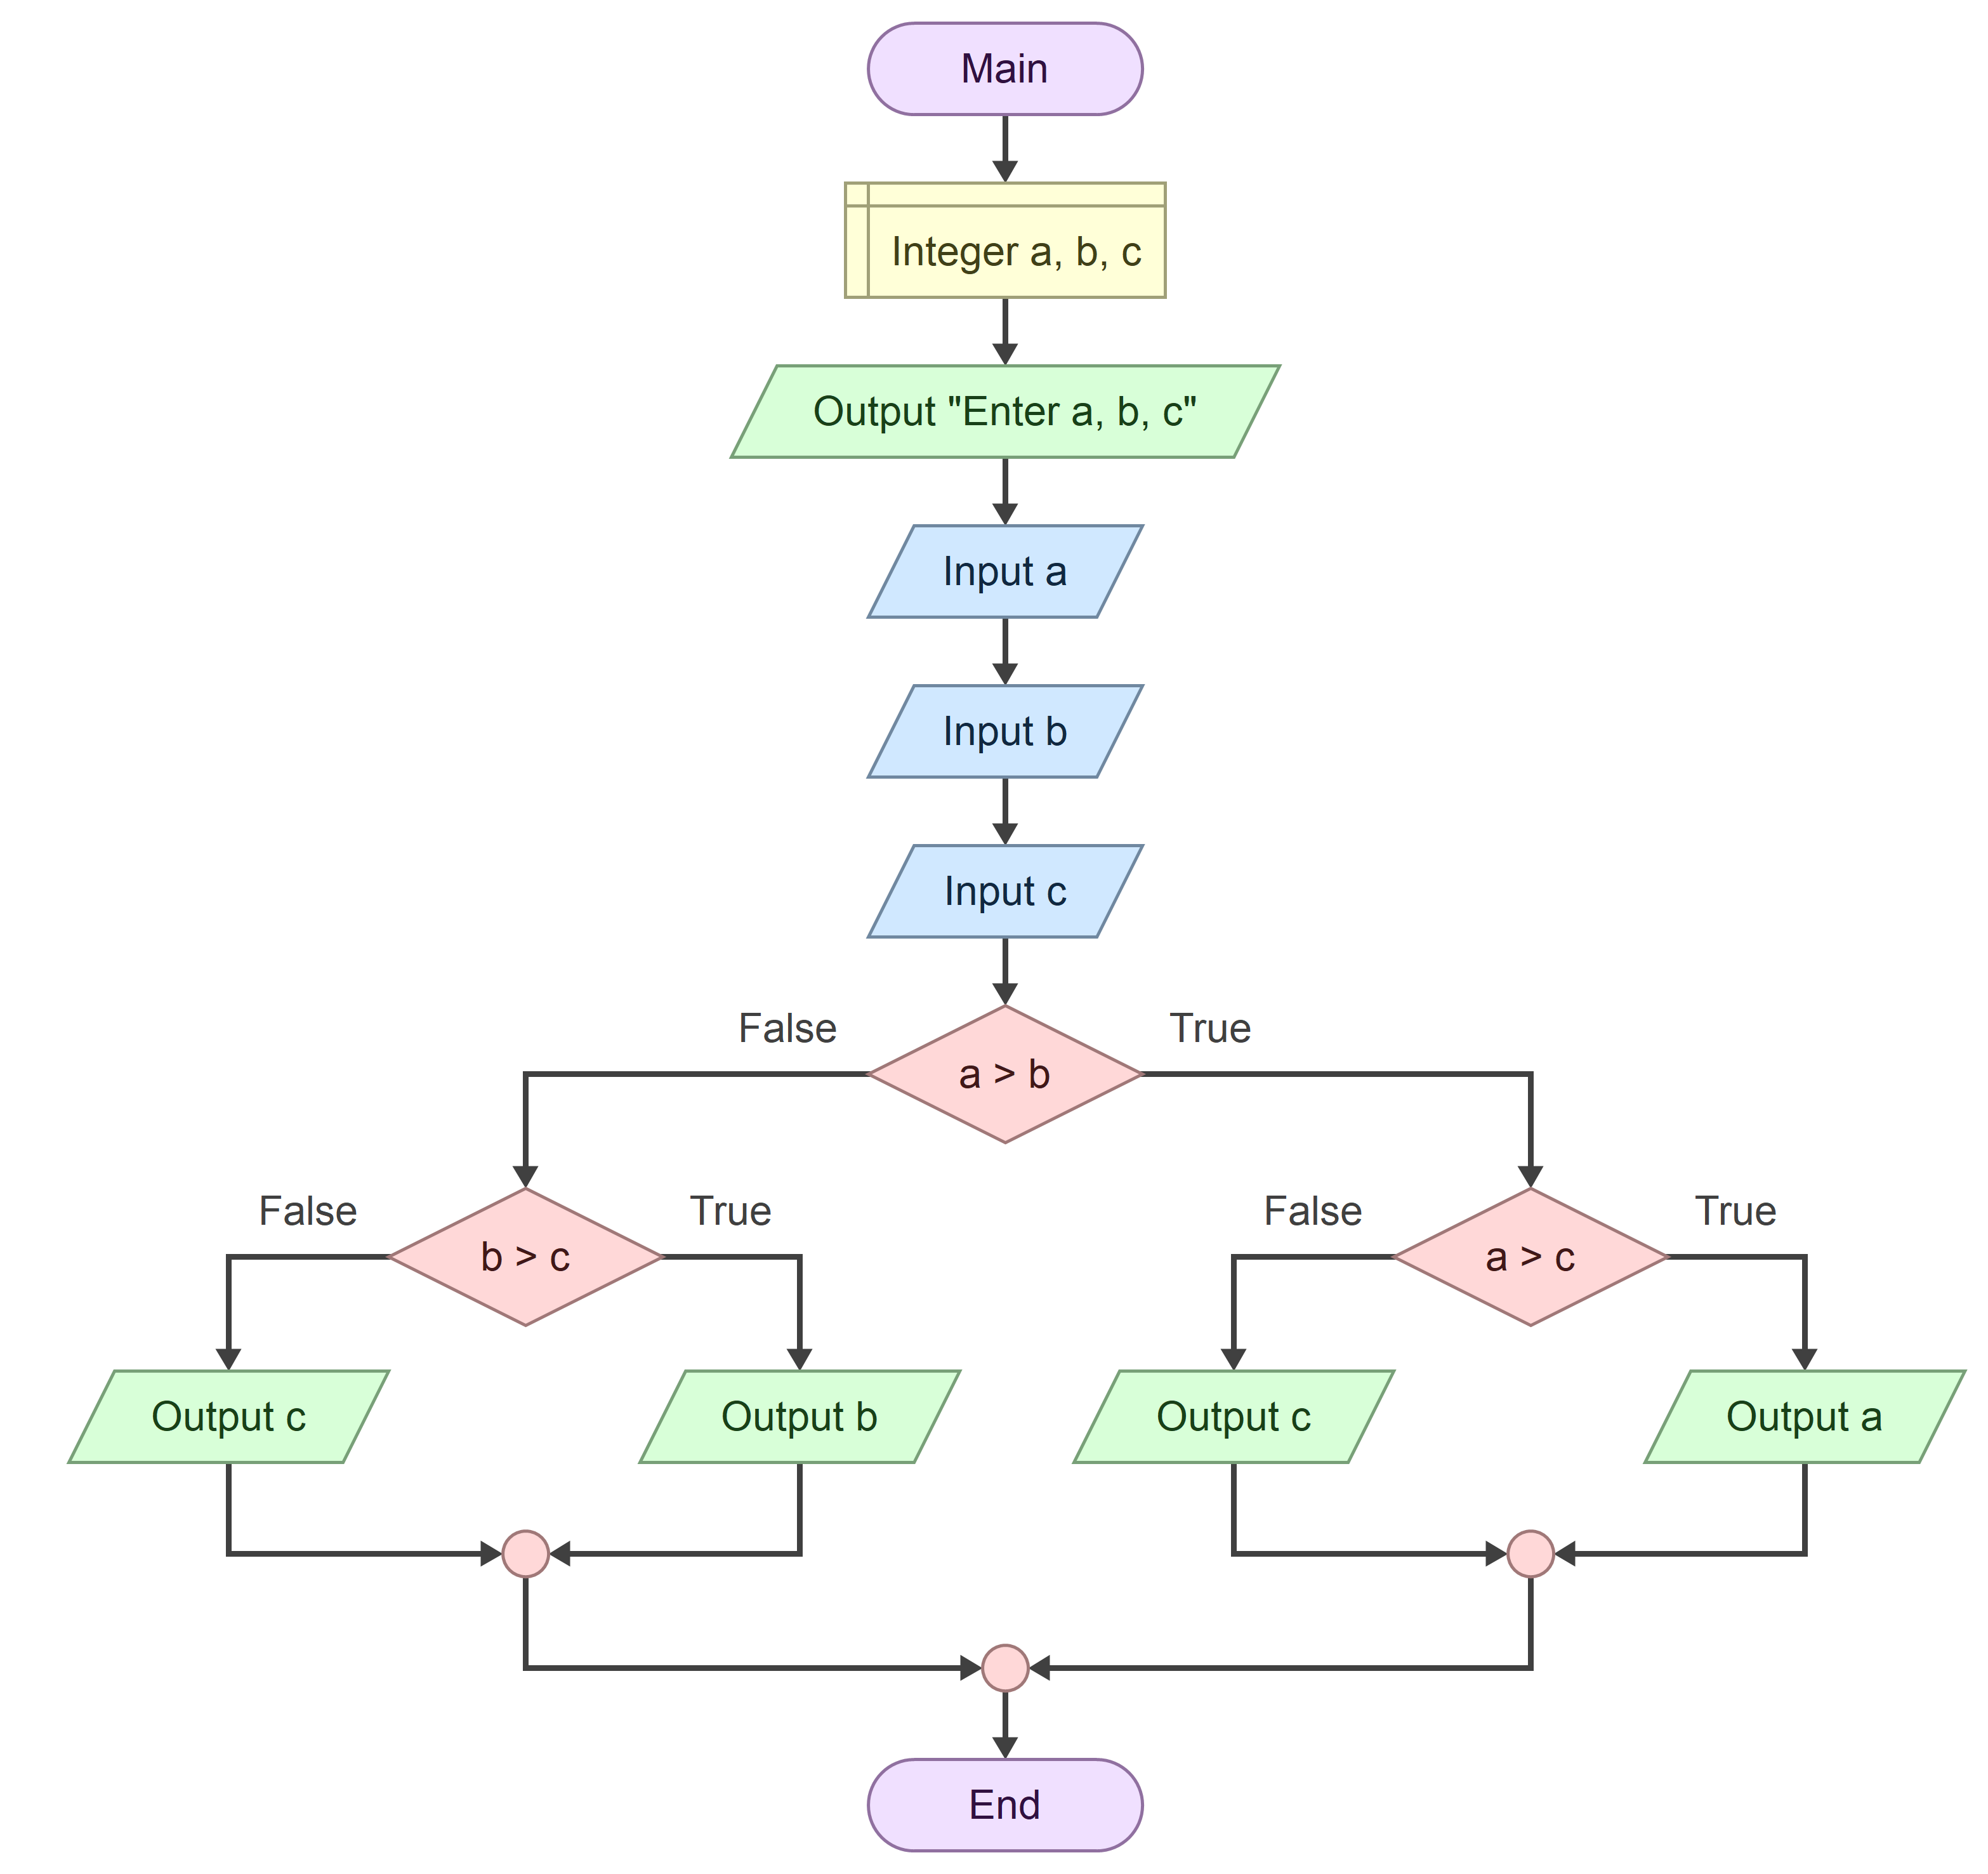 Main
Integer a, b, c
Output "Enter a, b, c"
Input a
Input b
Input c
False
True
a > b
False
True
False
True
b > c
a > c
Output c
Output b
Output c
Output a
End